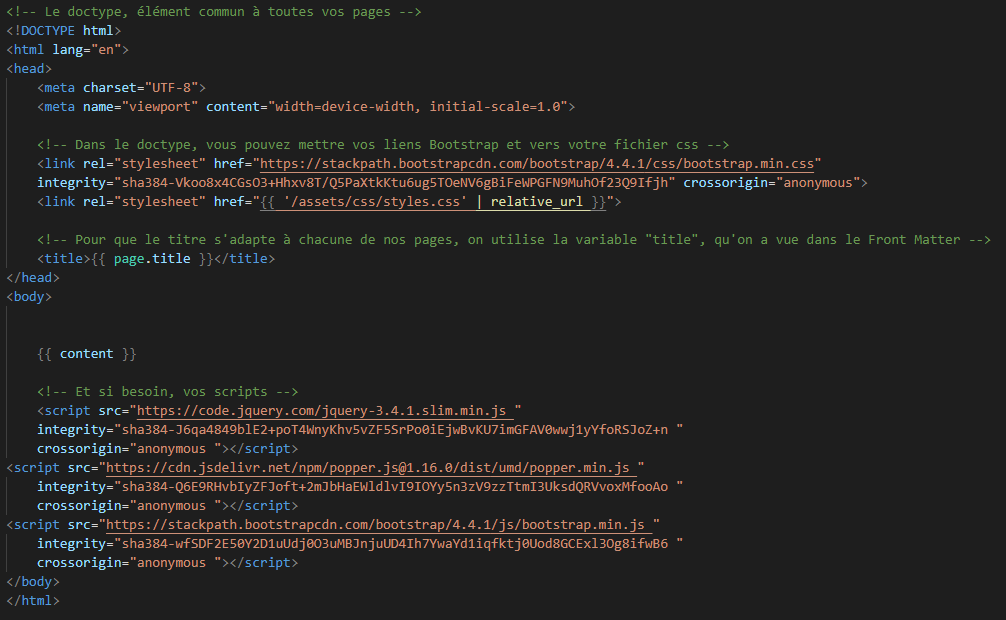 <!-- Le doctype, élément commun à toutes vos pages -->
<!DOCTYPE html>
<html lang="en">
<head>
    <meta charset="UTF-8">
    <meta name="viewport" content="width=device-width, initial-scale=1.0">

    <!-- Dans le doctype, vous pouvez mettre vos liens Bootstrap et vers votre fichier css -->
    <link rel="stylesheet" href="https://stackpath.bootstrapcdn.com/bootstrap/4.4.1/css/bootstrap.min.css"
    integrity="sha384-Vkoo8x4CGsO3+Hhxv8T/Q5PaXtkKtu6ug5TOeNV6gBiFeWPGFN9MuhOf23Q9Ifjh" crossorigin="anonymous">
    <link rel="stylesheet" href="{{ '/assets/css/styles.css' | relative_url }}">

    <!-- Pour que le titre s'adapte à chacune de nos pages, on utilise la variable "title", qu'on a vue dans le Front Matter -->
    <title>{{ page.title }}</title>
</head>
<body>


    {{ content }}

    <!-- Et si besoin, vos scripts -->
    <script src="https://code.jquery.com/jquery-3.4.1.slim.min.js "
    integrity="sha384-J6qa4849blE2+poT4WnyKhv5vZF5SrPo0iEjwBvKU7imGFAV0wwj1yYfoRSJoZ+n "
    crossorigin="anonymous "></script>
<script src="https://cdn.jsdelivr.net/npm/popper.js@1.16.0/dist/umd/popper.min.js "
    integrity="sha384-Q6E9RHvbIyZFJoft+2mJbHaEWldlvI9IOYy5n3zV9zzTtmI3UksdQRVvoxMfooAo "
    crossorigin="anonymous "></script>
<script src="https://stackpath.bootstrapcdn.com/bootstrap/4.4.1/js/bootstrap.min.js "
    integrity="sha384-wfSDF2E50Y2D1uUdj0O3uMBJnjuUD4Ih7YwaYd1iqfktj0Uod8GCExl3Og8ifwB6 "
    crossorigin="anonymous "></script>
</body>
</html>